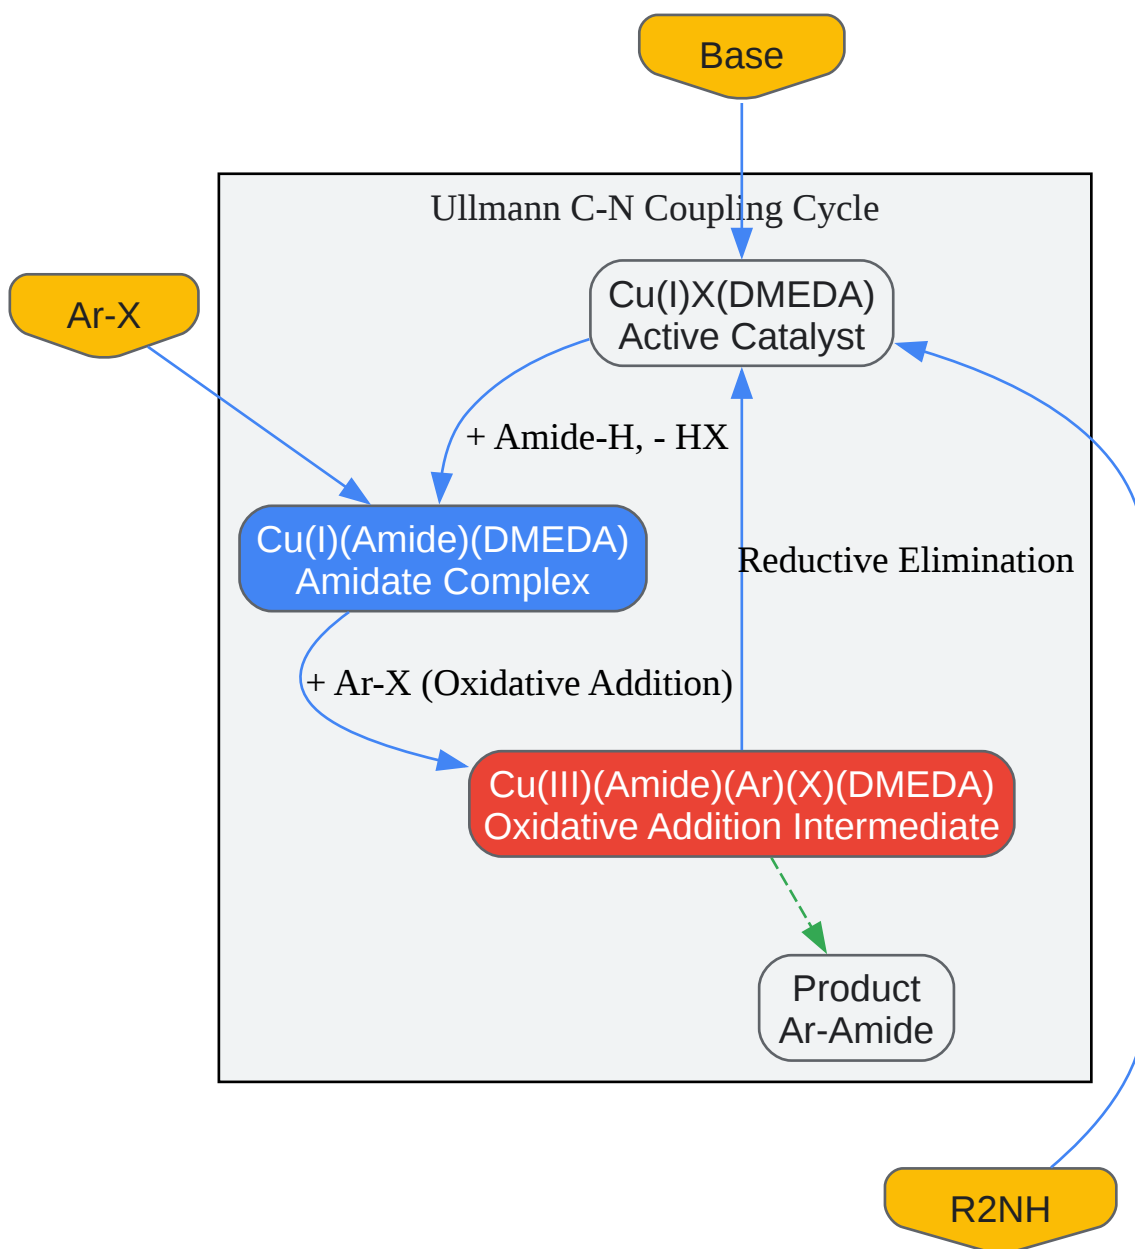 Base
Ullmann C-N Coupling Cycle
Cu(I)X(DMEDA)
Active Catalyst
Ar-X
+ Amide-H, - HX
Cu(I)(Amide)(DMEDA)
Amidate Complex
Reductive Elimination
+ Ar-X (Oxidative Addition)
Cu(III)(Amide)(Ar)(X)(DMEDA)
Oxidative Addition Intermediate
Product
Ar-Amide
R2NH